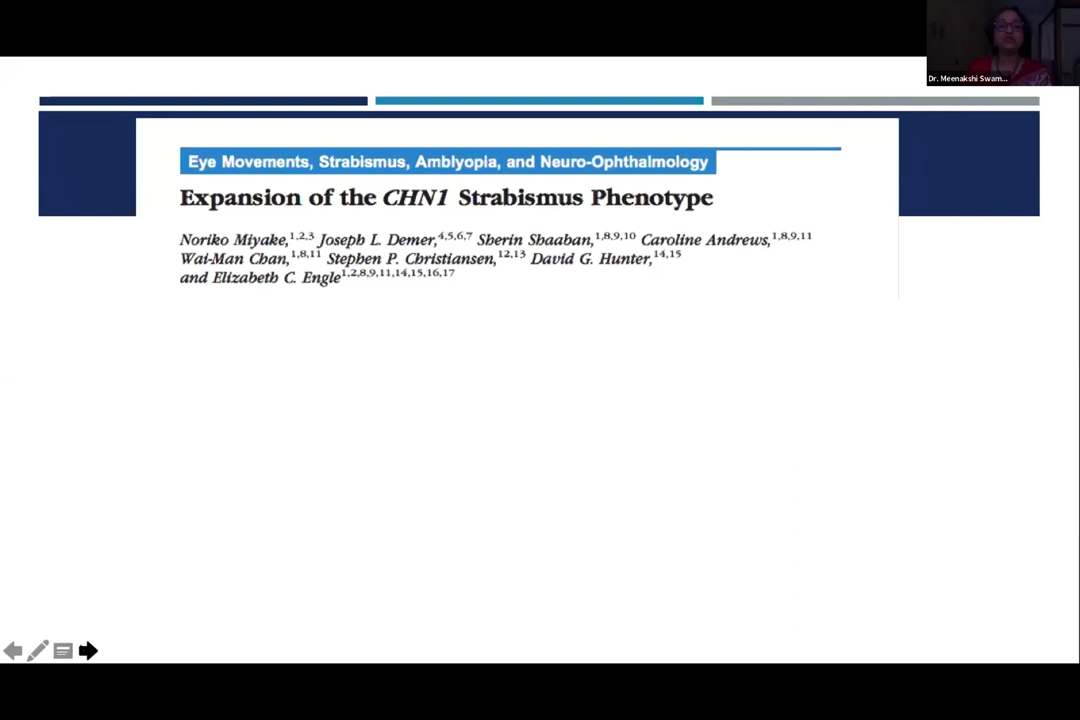 Dr. Meenakshi Swam...
Eye Movements, Strabismus, Amblyopia, and Neuro-Ophthalmology
Expansion of the CHN1 Strabismus Phenotype
Noriko Miyake,1,2,3 Joseph L. Demer,4,5,6,7 Sherin Shaaban,1,8,9,10 Caroline Andrews,1,8,9,11
Wai-Man Chan,1,8,11 Stephen P. Christiansen,12,13 David G. Hunter,14,15
and Elizabeth C. Engle1,2,8,9,11,14,15,16,17